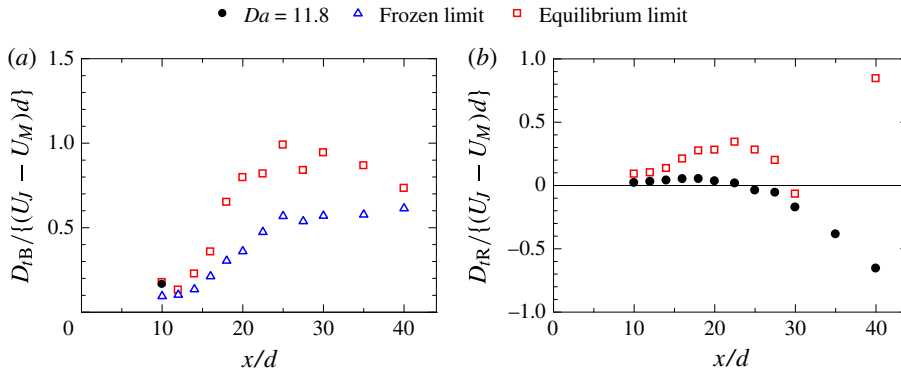 Da = 11.8 Frozen limit Equilibrium limit
(a) (b)
1.5
1.0
0.5
0
10 20 30 40
x/d
D_{tB}/{(U_J − U_M)d}
1.0
0.5
0
−0.5
−1.0
0 10 20 30 40
x/d
D_{tR}/{(U_J − U_M)d}